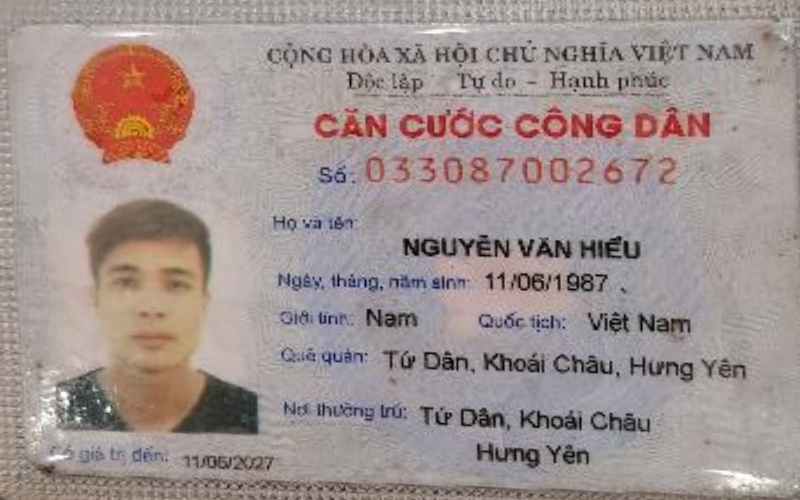 CỘNG HÒA XÃ HỘI CHỦ NGHĨA VIỆT NAM
Độc lập - Tự do - Hạnh phúc
CĂN CƯỚC CÔNG DÂN
Số: 033087002672
Họ và tên:
NGUYỄN VĂN HIỂU
Ngày, tháng, năm sinh: 11/06/1987
Giới tính: Nam Quốc tịch: Việt Nam
Quê quán: Tứ Dân, Khoái Châu, Hưng Yên
Nơi thường trú: Tứ Dân, Khoái Châu
Hưng Yên
Có giá trị đến: 11/06/2027